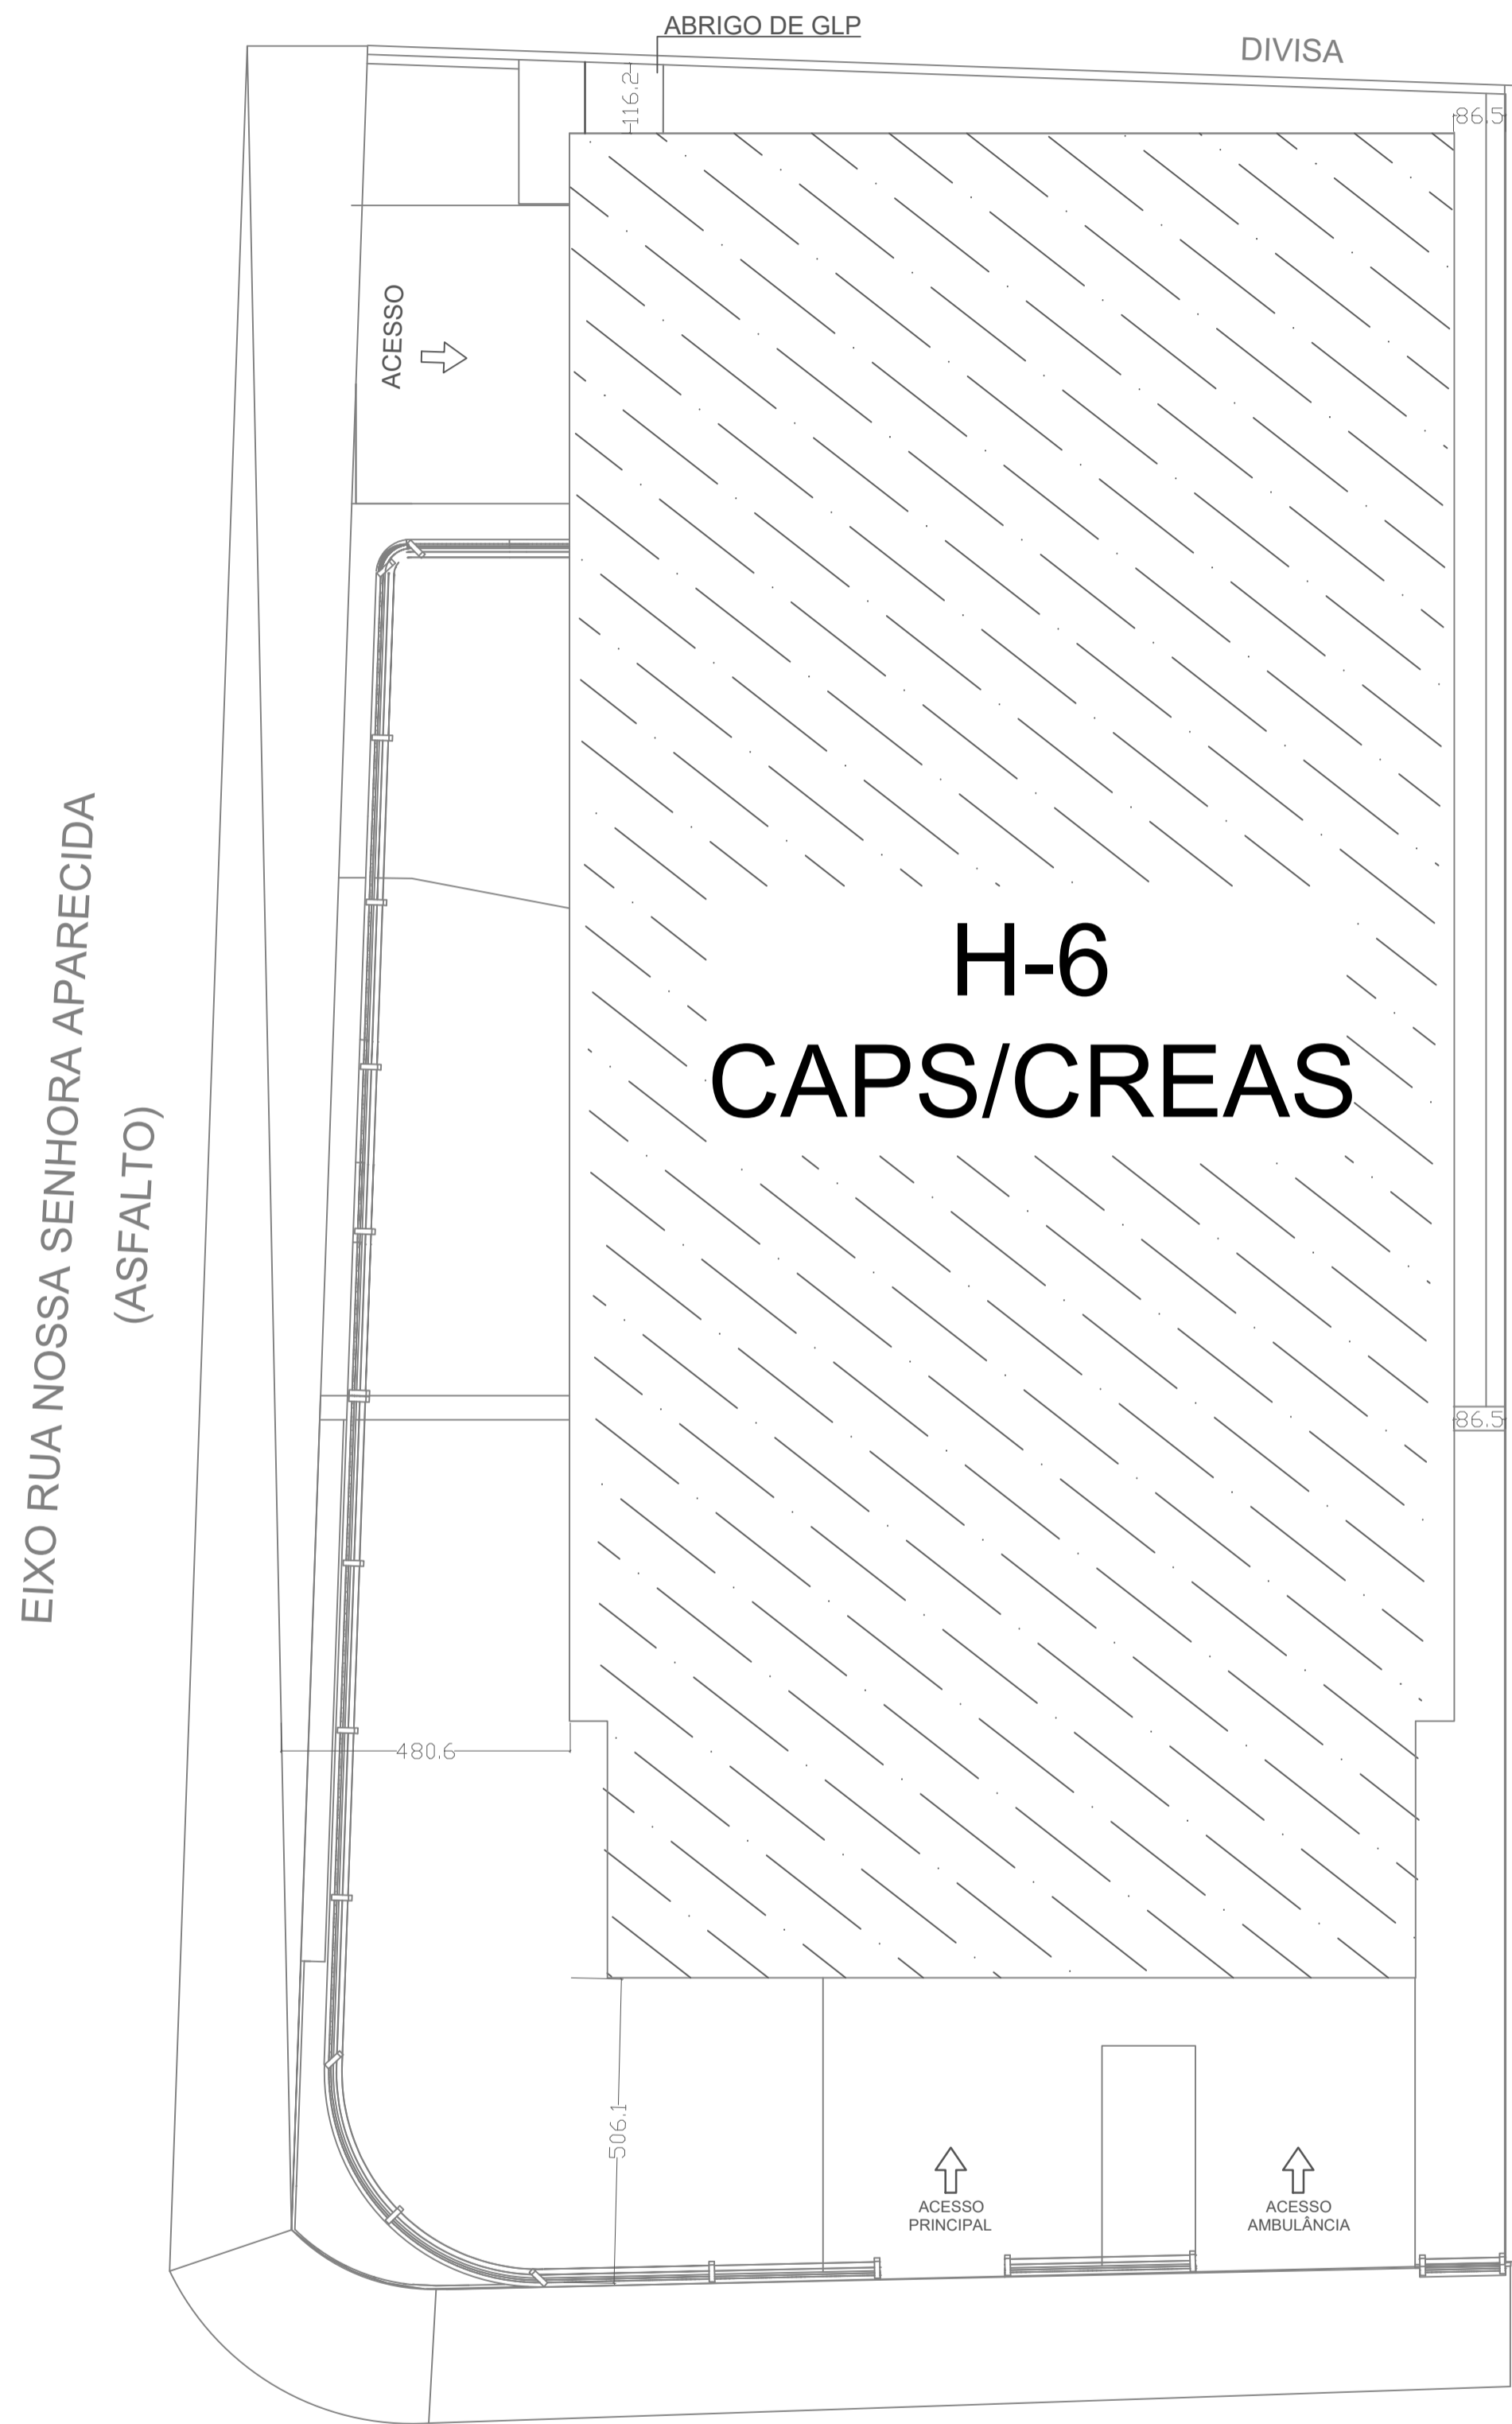 ABRIGO DE GLP
DIVISA
116.2
86.5
ACESSO
EIXO RUA NOSSA SENHORA APARECIDA
(ASFALTO)
H-6
CAPS/CREAS
86.5
480.6
506.1
ACESSO
PRINCIPAL
ACESSO
AMBULÂNCIA